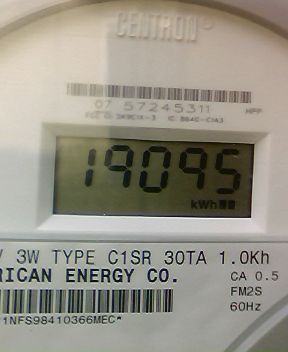 CENTRON®
07 57245311
HPP
19095
kWh
V 3W TYPE C1SR 30TA 1.0Kh
RICAN ENERGY CO.
CA 0.5
FM2S
60Hz
1NFS98410366MEC*